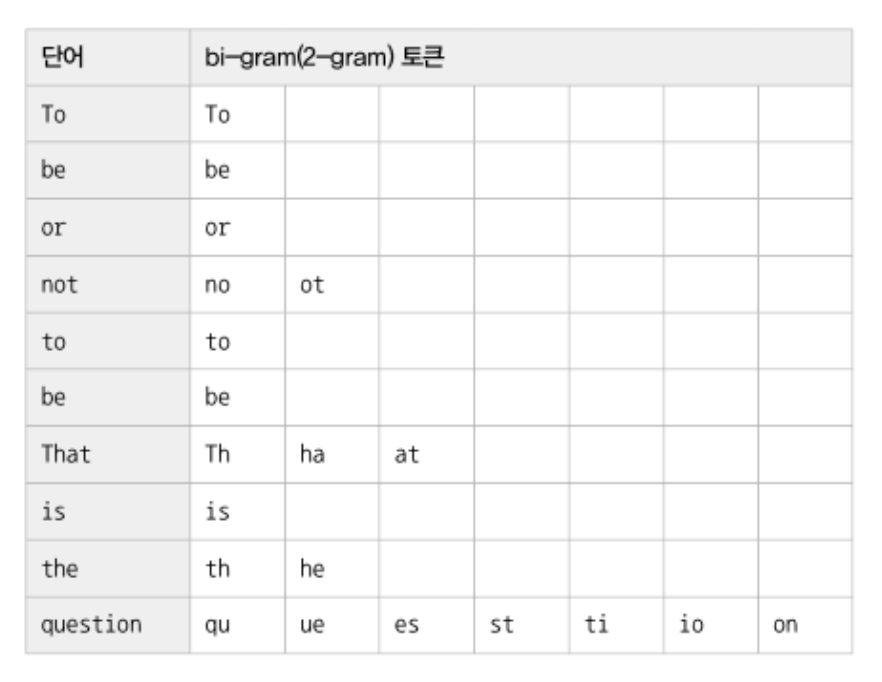 단어 bi-gram(2-gram) 토큰
To To
be be
or or
not no ot
to to
be be
That Th ha at
is is
the th he
question qu ue es st ti io on